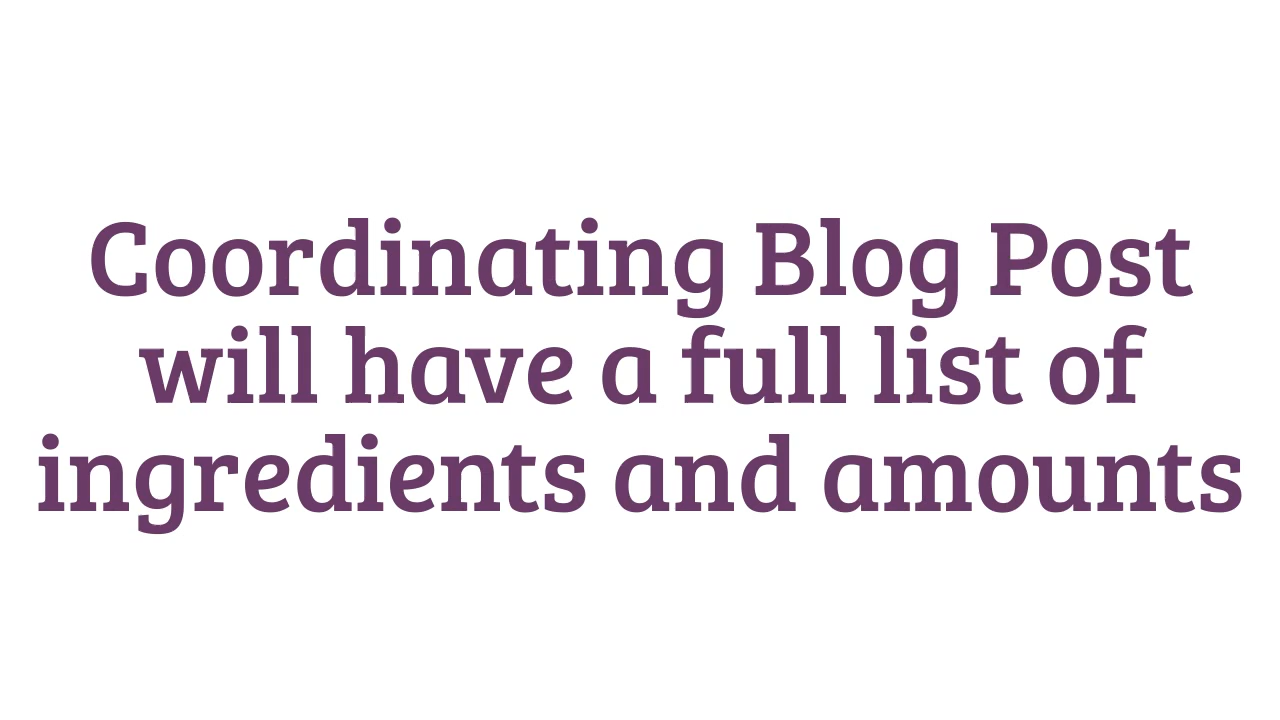 Coordinating Blog Post
will have a full list of
ingredients and amounts